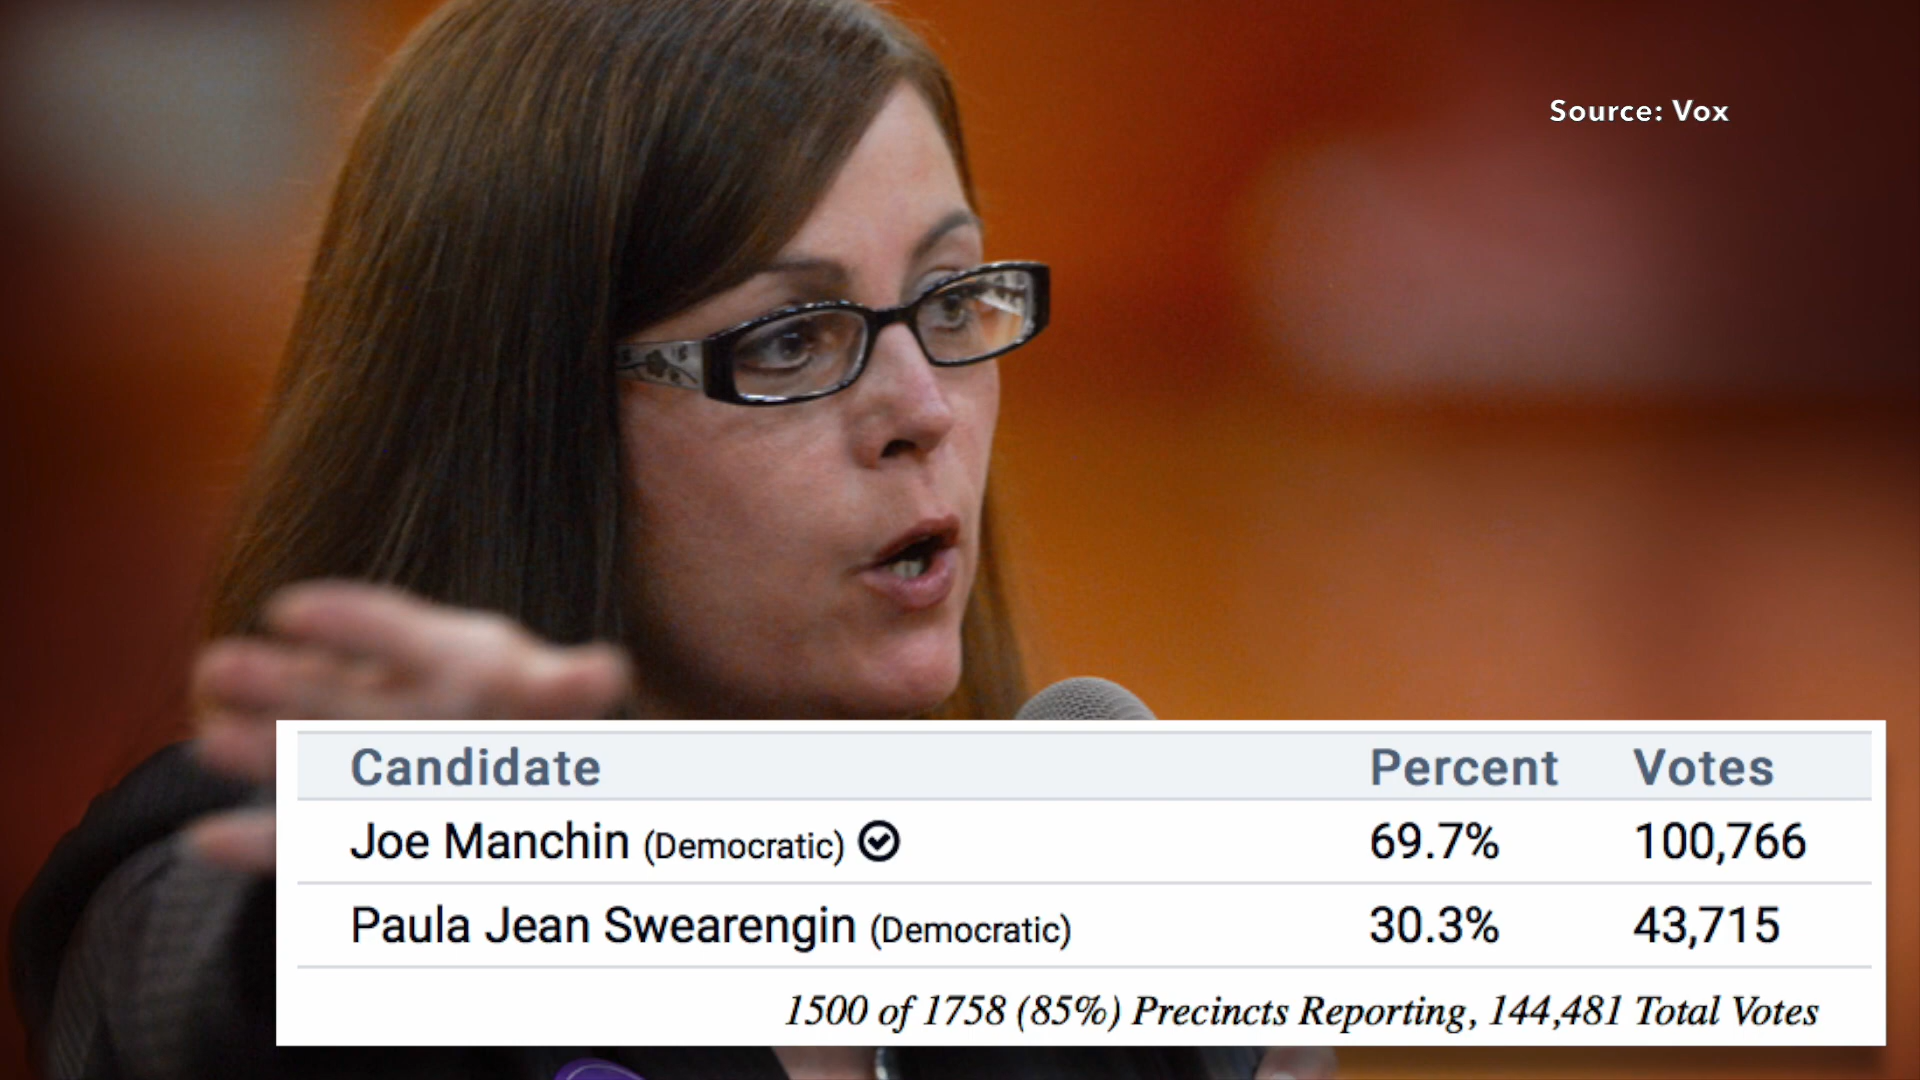 Source: Vox
Candidate Percent Votes
Joe Manchin (Democratic) 69.7% 100,766
Paula Jean Swearengin (Democratic) 30.3% 43,715
1500 of 1758 (85%) Precincts Reporting, 144,481 Total Votes